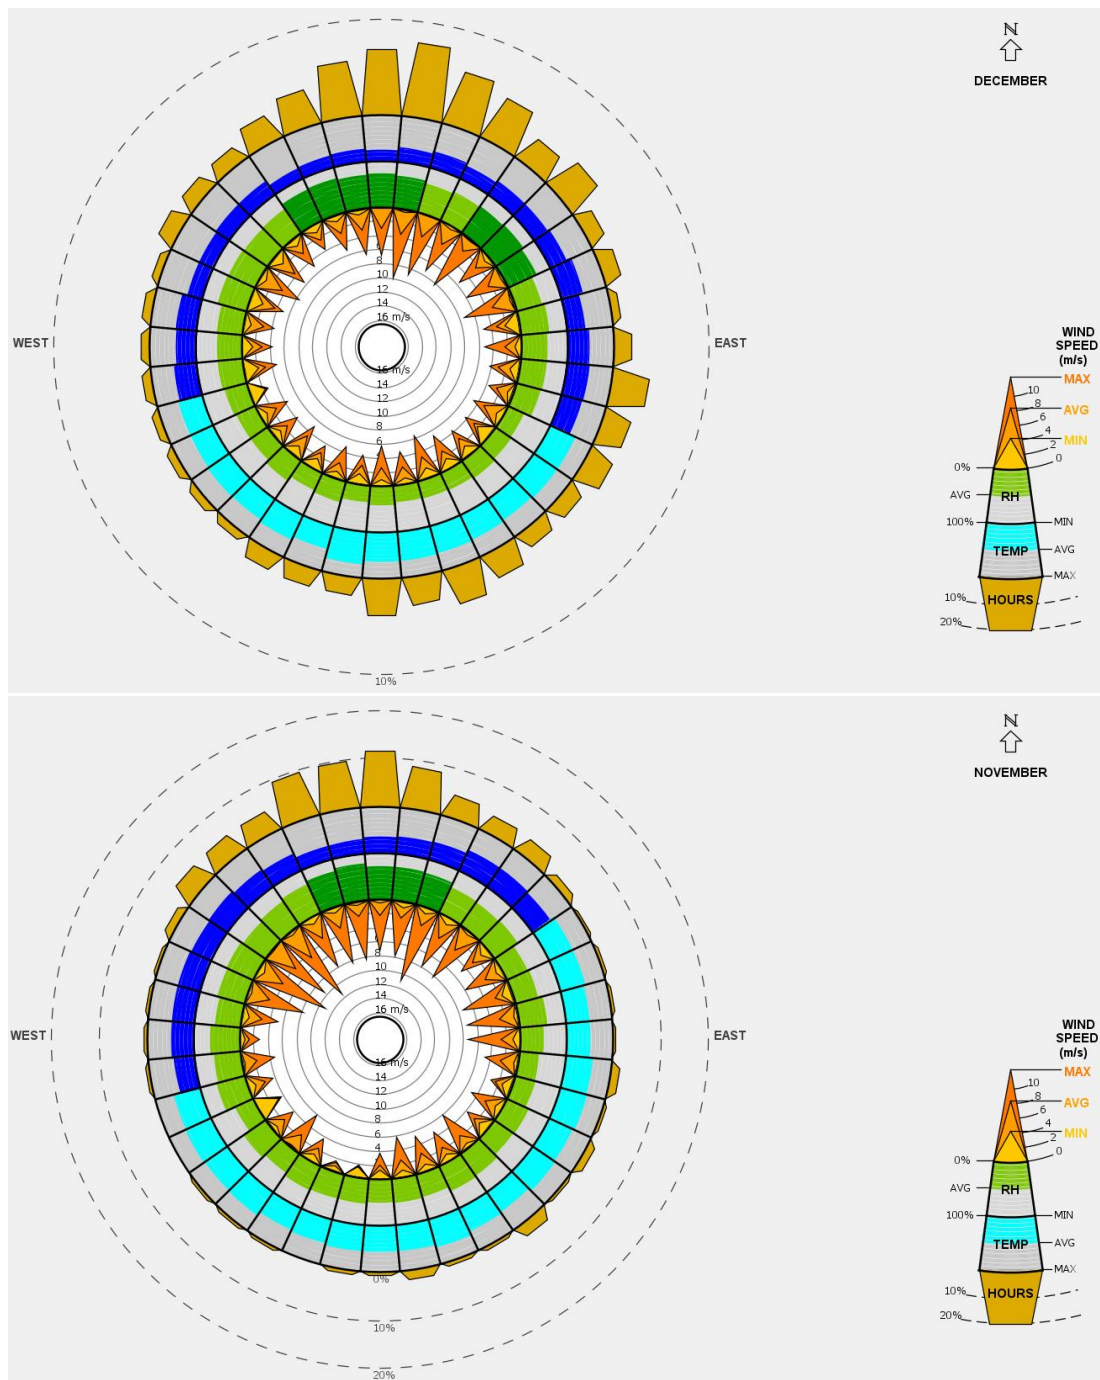 N
DECEMBER
8
10
12
14
16 m/s
WEST
EAST
16 m/s
14
12
10
8
6
10%
WIND
SPEED
(m/s)
MAX
10
8
AVG
6
4
MIN
2
0
0%
AVG
RH
100%
MIN
TEMP
AVG
MAX
10%
HOURS
20%
N
NOVEMBER
8
10
12
14
16 m/s
WEST
EAST
16 m/s
14
12
10
8
6
4
0%
10%
20%
WIND
SPEED
(m/s)
MAX
10
8
AVG
6
4
MIN
2
0
0%
AVG
RH
100%
MIN
TEMP
AVG
MAX
10%
HOURS
20%